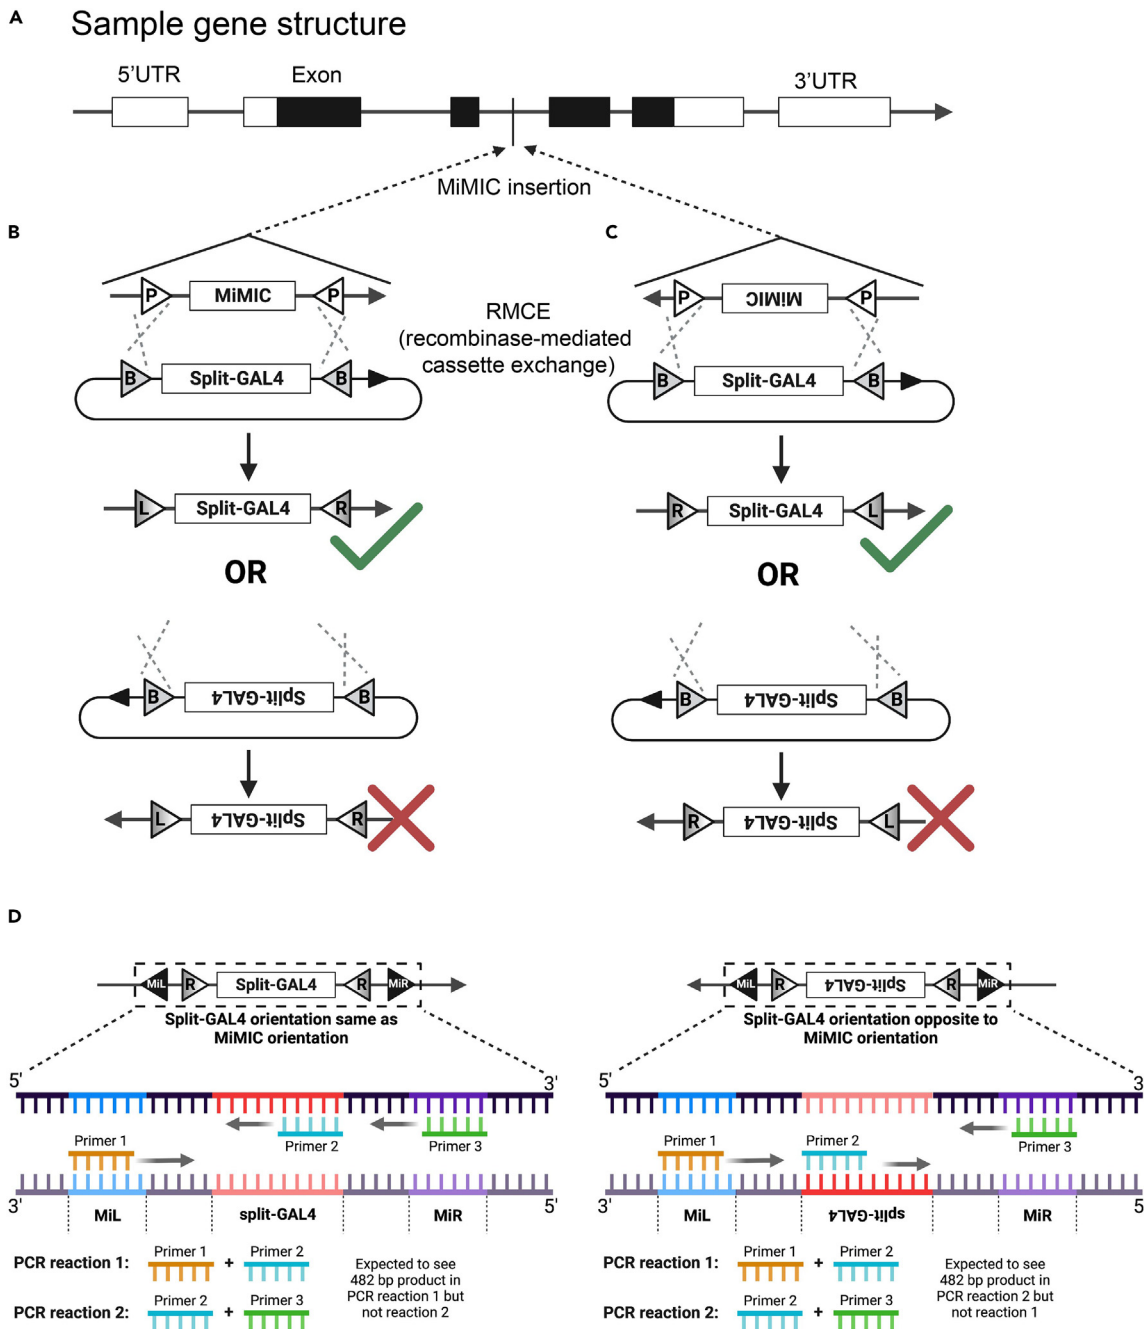 A
Sample gene structure
5'UTR
Exon
3'UTR
MiMIC insertion
B
P
MiMIC
P
B
Split-GAL4
B
L
Split-GAL4
R
OR
B
Split-GAL4
B
L
Split-GAL4
R
RMCE
(recombinase-mediated
cassette exchange)
C
P
MiMIC
P
B
Split-GAL4
B
R
Split-GAL4
L
OR
B
Split-GAL4
B
R
Split-GAL4
L
D
MiL
R
Split-GAL4
R
MiR
Split-GAL4 orientation same as
MiMIC orientation
5'
3'
Primer 1
Primer 2
Primer 3
3'
5'
MiL
split-GAL4
MiR
PCR reaction 1:
Primer 1
+
Primer 2
PCR reaction 2:
Primer 2
+
Primer 3
Expected to see
482 bp product in
PCR reaction 1 but
not reaction 2
MiL
R
Split-GAL4
R
MiR
Split-GAL4 orientation opposite to
MiMIC orientation
5'
3
Primer 1
Primer 2
Primer 3
3'
5
MiL
split-GAL4
MiR
PCR reaction 1:
Primer 1
+
Primer 2
PCR reaction 2:
Primer 2
+
Primer 3
Expected to see
482 bp product in
PCR reaction 2 but
not reaction 1